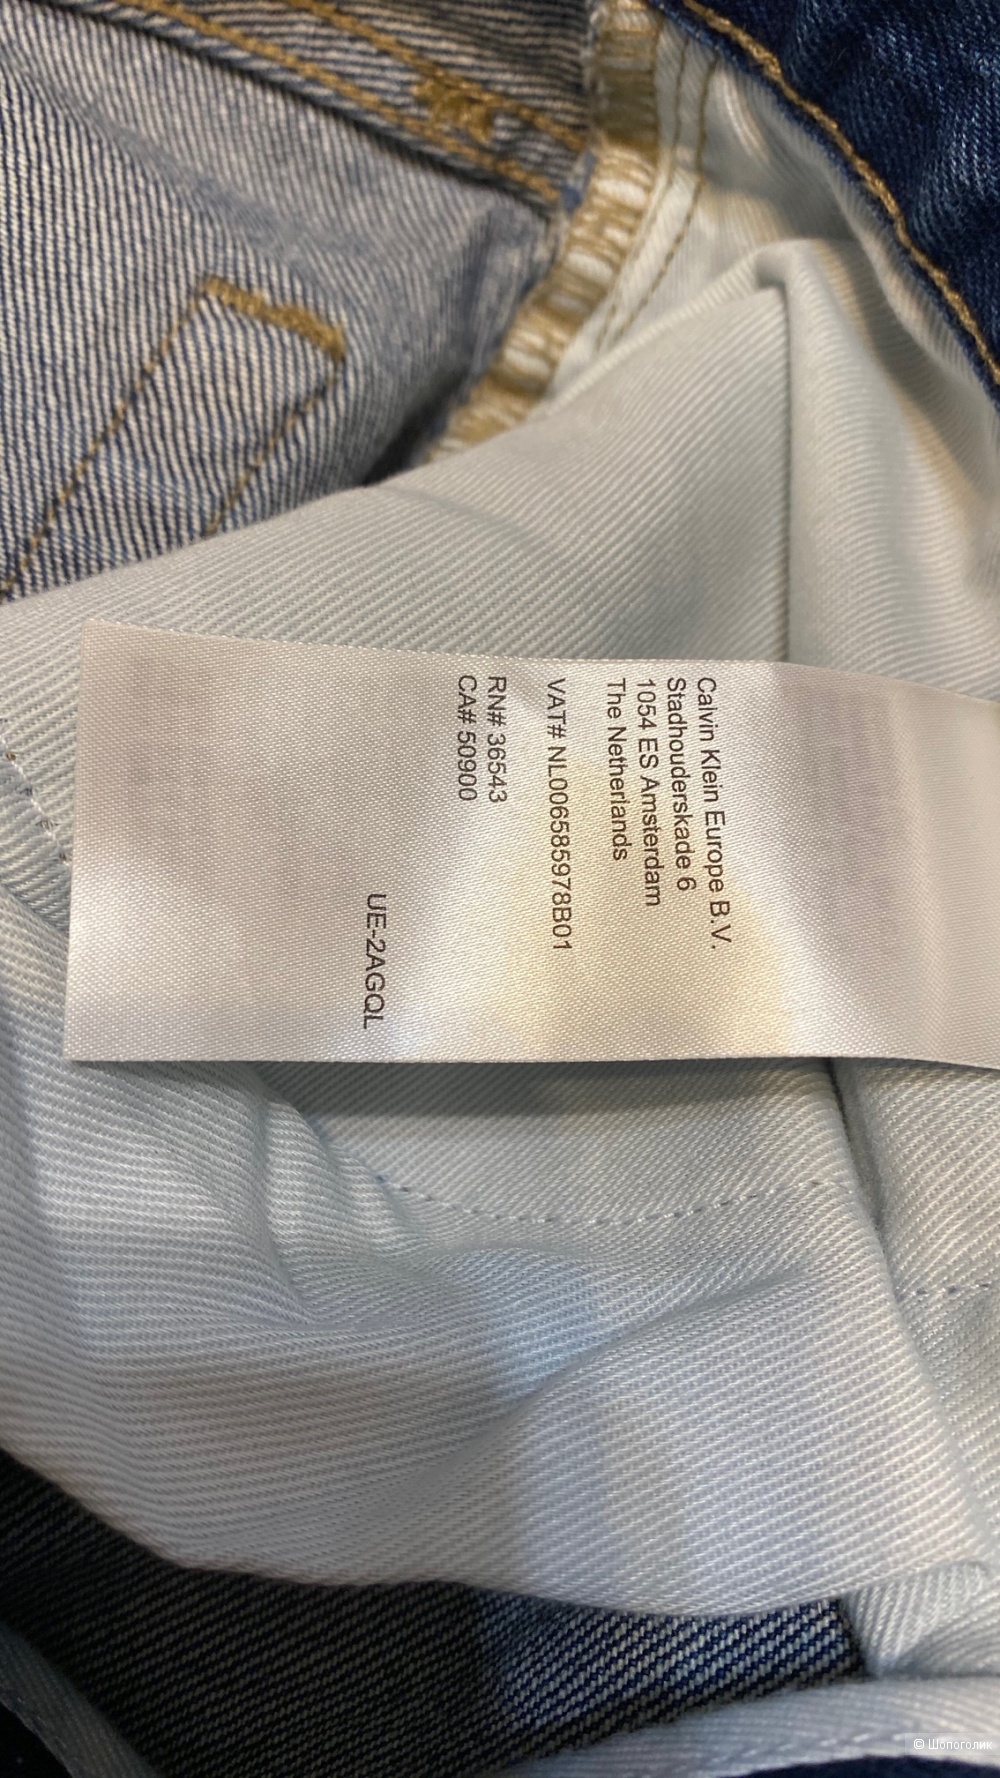 Calvin Klein Europe B.V.
Stadhouderskade 6
1054 ES Amsterdam
The Netherlands
VAT# NL006585978B01
RN# 36543
CA# 50900
UE-2AGQL
© Шопоголик